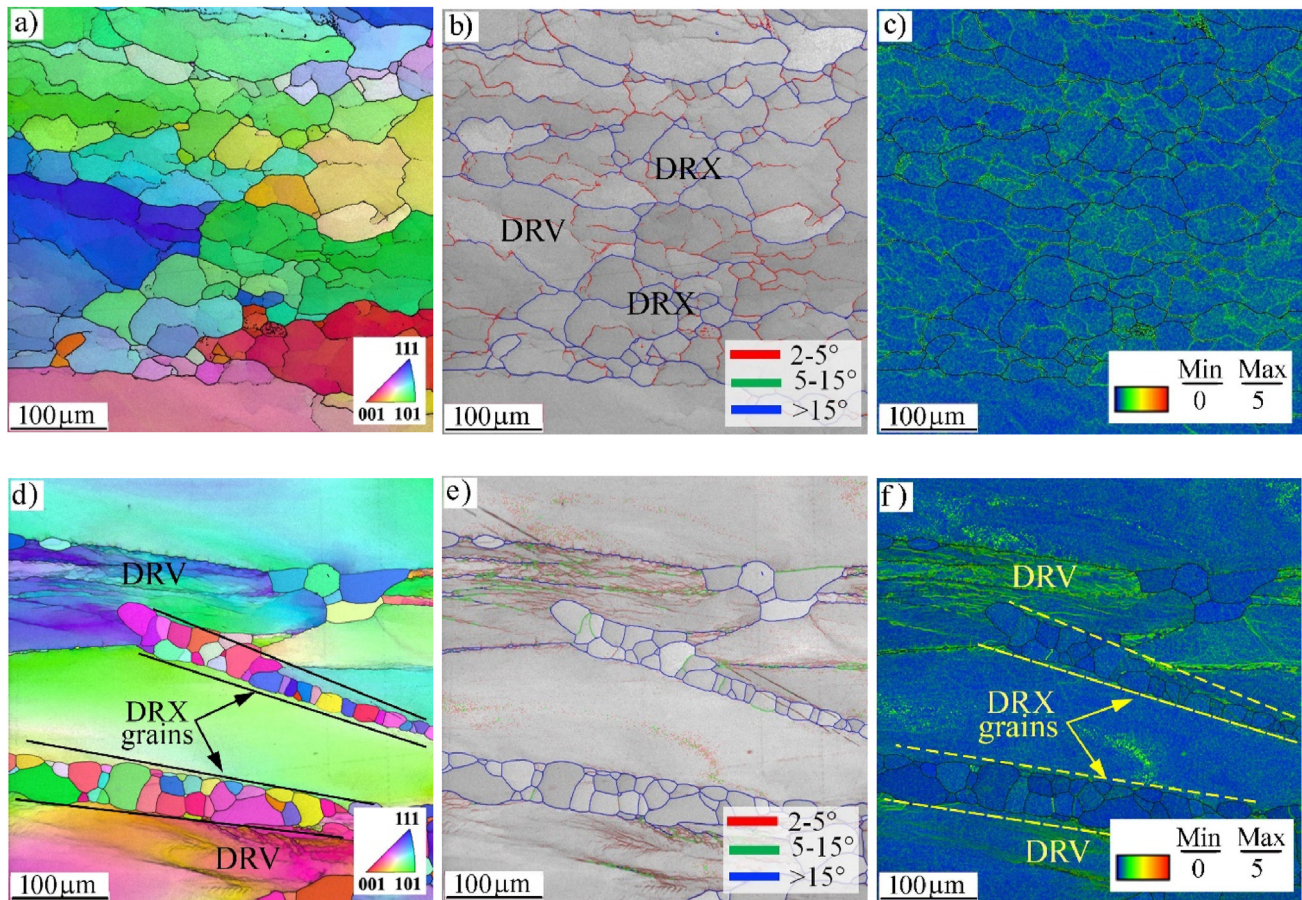 a)
111
001 101
100μm
b)
DRX
DRV
DRX
2-5°
5-15°
>15°
100μm
c)
Min Max
0 5
100μm
d)
DRV
DRX
grains
DRV
111
001 101
100μm
e)
2-5°
5-15°
>15°
100μm
f)
DRV
DRX
grains
DRV
Min Max
0 5
100μm